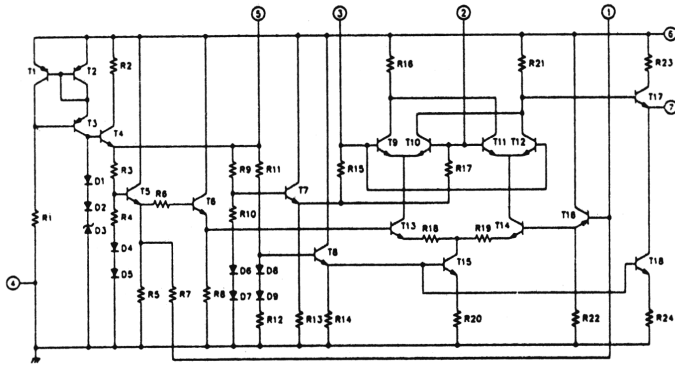 5 3 2 1
6
R2 R16 R21 R23
T1 T2 T17
7
T3 T4 T9 T10 T11 T12
R3 R9 R11 R15 R17
D1 T5 R6 T6 T7 T16
D2 R4 R10
R1 D3 T13 R18 R19 T14
D4 T8 T15 T18
4 D5 R5 R7 R8 D6 D8
D7 D9
R12 R13 R14 R20 R22 R24